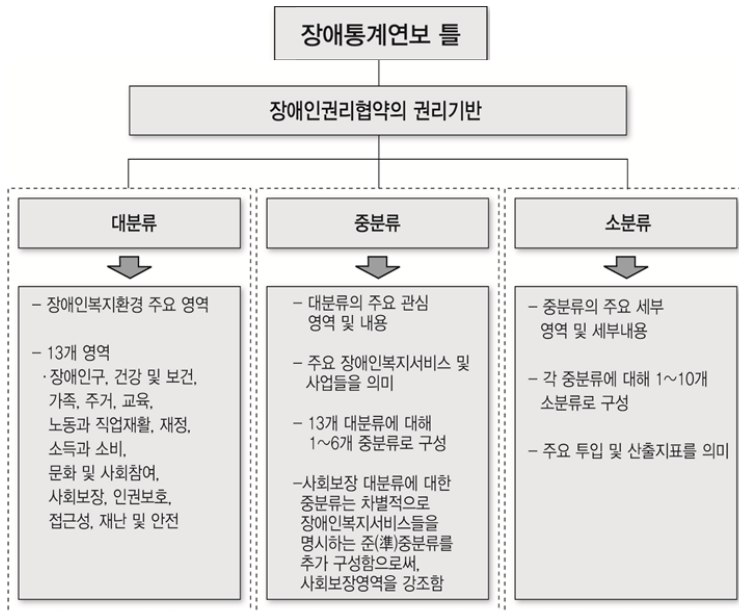 장애통계연보 틀
장애인권리협약의 권리기반
대분류
– 장애인복지환경 주요 영역
– 13개 영역
· 장애인구, 건강 및 보건,
가족, 주거, 교육,
노동과 직업재활, 재정,
소득과 소비,
문화 및 사회참여,
사회보장, 인권보호,
접근성, 재난 및 안전
중분류
– 대분류의 주요 관심
영역 및 내용
– 주요 장애인복지서비스 및
사업들을 의미
– 13개 대분류에 대해
1~6개 중분류로 구성
–사회보장 대분류에 대한
중분류는 차별적으로
장애인복지서비스들을
명시하는 준(準)중분류를
추가 구성함으로써,
사회보장영역을 강조함
소분류
– 중분류의 주요 세부
영역 및 세부내용
– 각 중분류에 대해 1~10개
소분류로 구성
– 주요 투입 및 산출지표를 의미